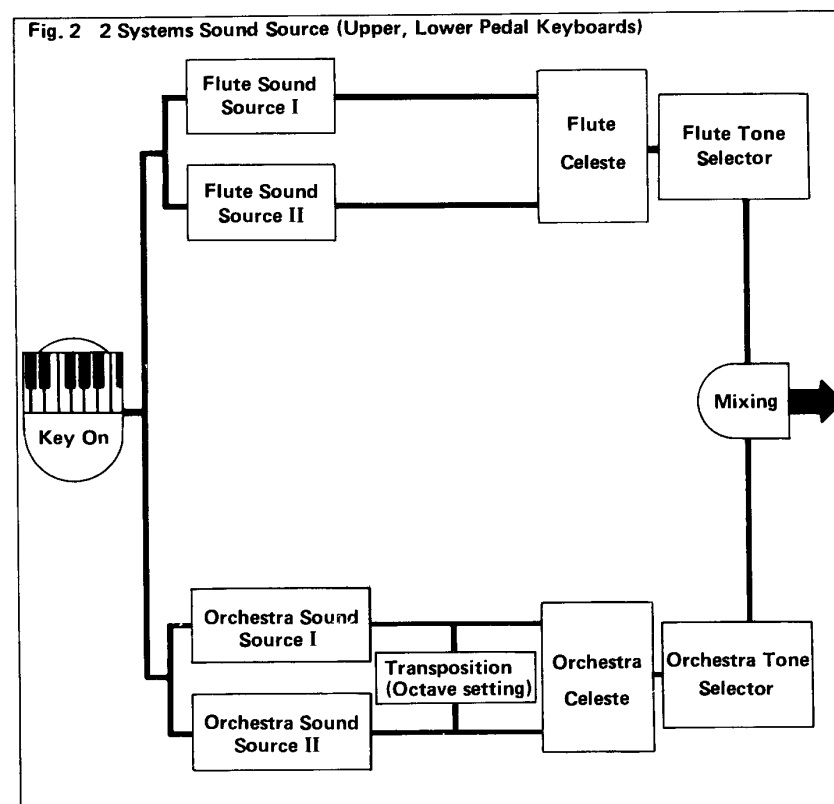 Fig. 2 2 Systems Sound Source (Upper, Lower Pedal Keyboards)
Flute Sound
Source I
Flute Sound
Source II
Flute
Celeste
Flute Tone
Selector
Key On
Mixing
Orchestra Sound
Source I
Transposition
(Octave setting)
Orchestra Sound
Source II
Orchestra
Celeste
Orchestra Tone
Selector